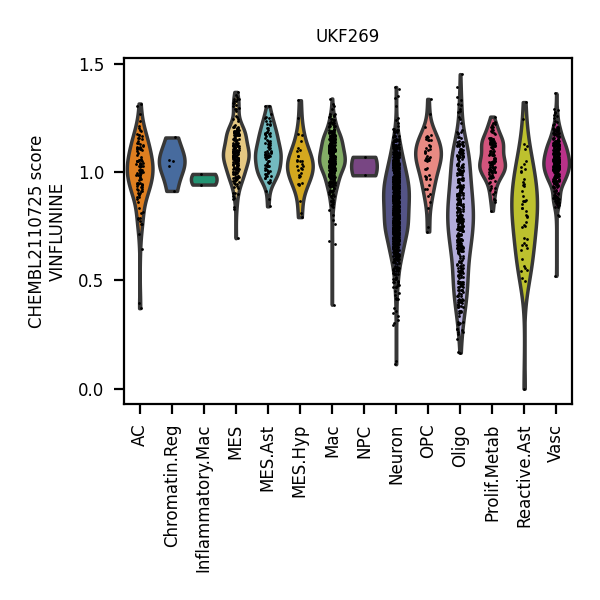 UKF269
CHEMBL2110725 score
VINFLUNINE
1.5
1.0
0.5
0.0
AC
Chromatin.Reg
Inflammatory.Mac
MES
MES.Ast
MES.Hyp
Mac
NPC
Neuron
OPC
Oligo
Prolif.Metab
Reactive.Ast
Vasc